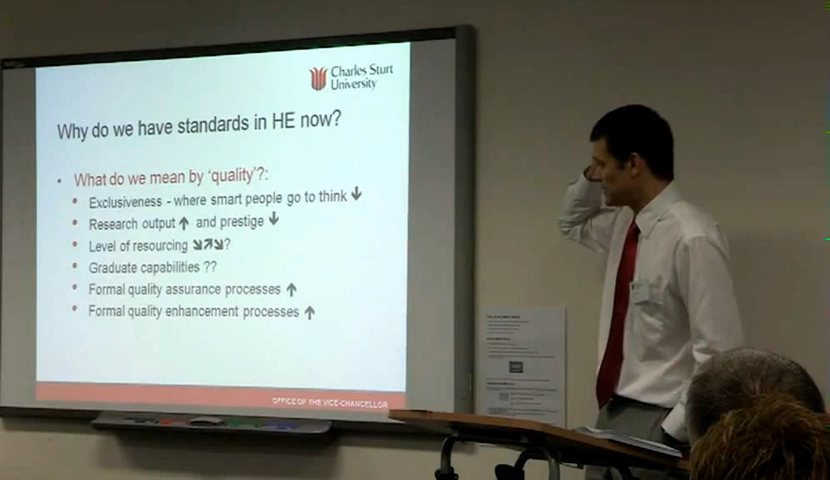 Charles Sturt
University
Why do we have standards in HE now?
• What do we mean by 'quality'?:
• Exclusiveness - where smart people go to think ↓
• Research output ↑ and prestige ↓
• Level of resourcing ↘↗↘?
• Graduate capabilities ??
• Formal quality assurance processes ↑
• Formal quality enhancement processes ↑
OFFICE OF THE VICE-CHANCELLOR